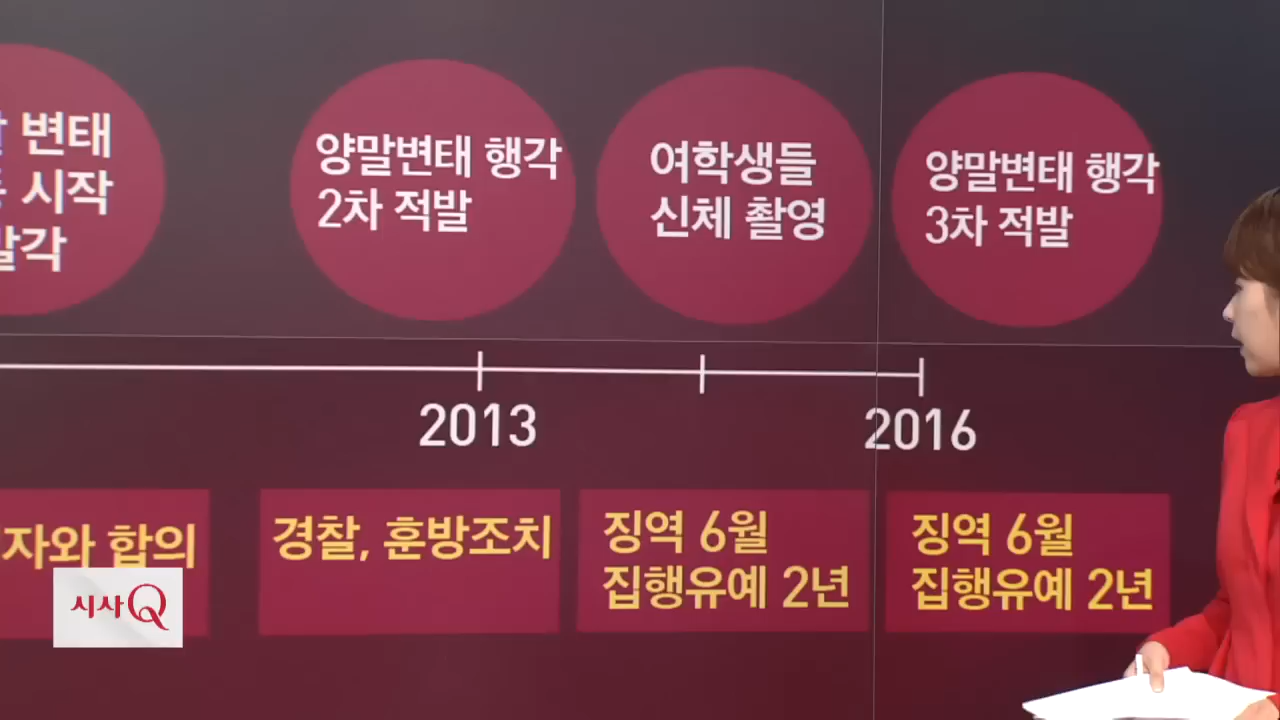 변태
시작
발각
양말변태 행각
2차 적발
여학생들
신체 촬영
양말변태 행각
3차 적발
2013
2016
자와 합의
경찰, 훈방조치
징역 6월
집행유예 2년
징역 6월
집행유예 2년
시사Q